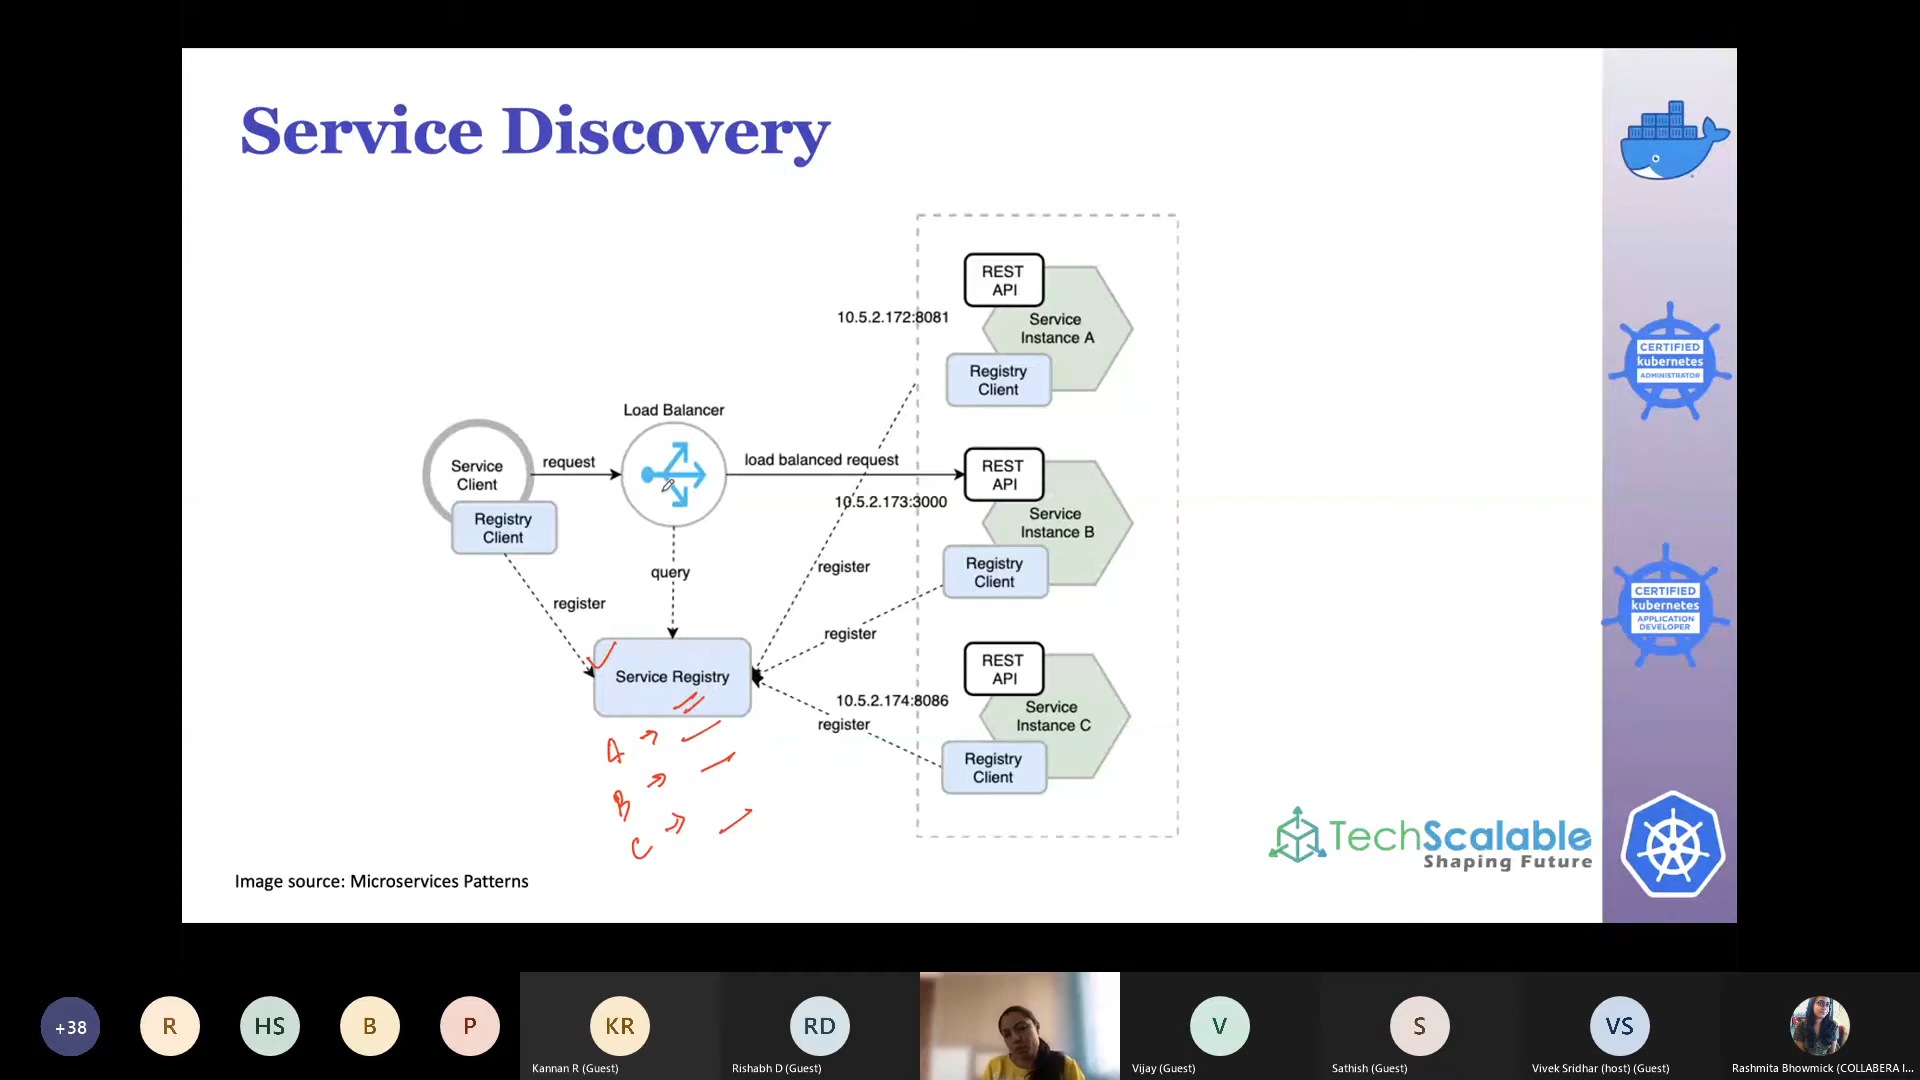 Service Discovery
REST
API
10.5.2.172:8081
Service
Instance A
Registry
Client
Load Balancer
Service
Client
request
load balanced request
REST
API
10.5.2.173:3000
Service
Instance B
Registry
Client
query
register
Registry
Client
register
register
Service Registry
REST
API
10.5.2.174:8086
register
Service
Instance C
Registry
Client
A
B
C
TechScalable
Shaping Future
Image source: Microservices Patterns
CERTIFIED
kubernetes
ADMINISTRATOR
CERTIFIED
kubernetes
APPLICATION
DEVELOPER
+38
R
HS
B
P
KR
Kannan R (Guest)
RD
Rishabh D (Guest)
V
Vijay (Guest)
S
Sathish (Guest)
VS
Vivek Sridhar (host) (Guest)
Rashmita Bhowmick (COLLABERA I...